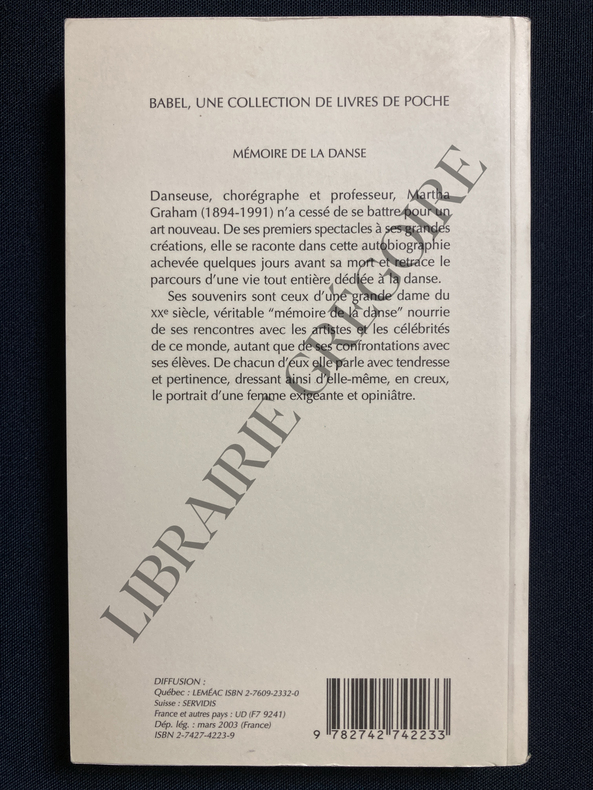 BABEL, UNE COLLECTION DE LIVRES DE POCHE
MÉMOIRE DE LA DANSE
Danseuse, chorégraphe et professeur, Martha
Graham (1894-1991) n'a cessé de se battre pour un
art nouveau. De ses premiers spectacles à ses grandes
créations, elle se raconte dans cette autobiographie
achevée quelques jours avant sa mort et retrace le
parcours d'une vie tout entière dédiée à la danse.
Ses souvenirs sont ceux d'une grande dame du
XXe siècle, véritable "mémoire de la danse" nourrie
de ses rencontres avec les artistes et les célébrités
de ce monde, autant que de ses confrontations avec
ses élèves. De chacun d'eux elle parle avec tendresse
et pertinence, dressant ainsi d'elle-même, en creux,
le portrait d'une femme exigeante et opiniâtre.
LIBRAIRIE GRÉGOIRE
DIFFUSION :
Québec : LEMÉAC ISBN 2-7609-2332-0
Suisse : SERVIDIS
France et autres pays : UD (F7 9241)
Dép. lég. : mars 2003 (France)
ISBN 2-7427-4223-9
9 782742 742233